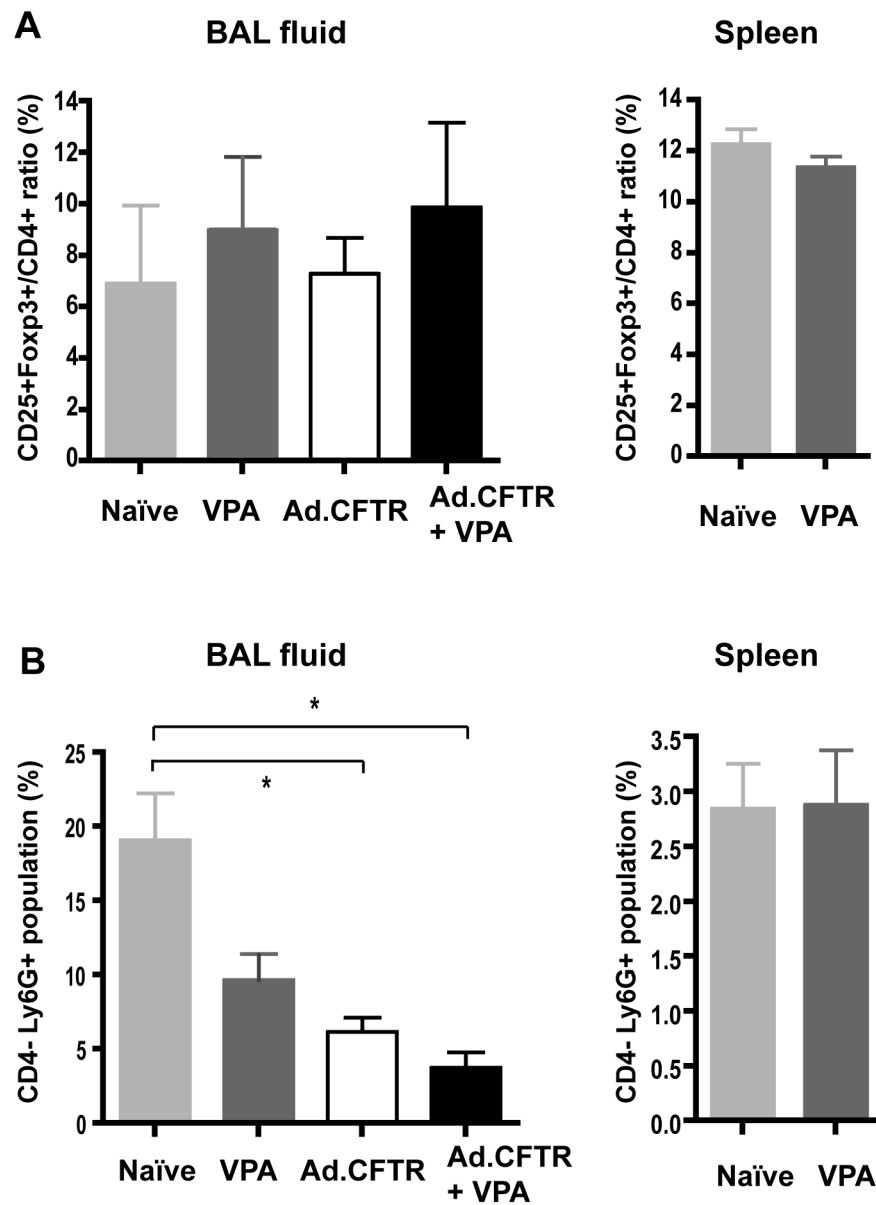 A
BAL fluid
Spleen
CD25+Foxp3+/CD4+ ratio (%)
14
12
10
8
6
4
2
0
Naïve
VPA
Ad.CFTR
Ad.CFTR
+ VPA
CD25+Foxp3+/CD4+ ratio (%)
14
12
10
8
6
4
2
0
Naïve
VPA
B
BAL fluid
Spleen
*
*
CD4- Ly6G+ population (%)
25
20
15
10
5
0
Naïve
VPA
Ad.CFTR
Ad.CFTR
+ VPA
CD4- Ly6G+ population (%)
3.5
3.0
2.5
2.0
1.5
1.0
0.5
0.0
Naïve
VPA